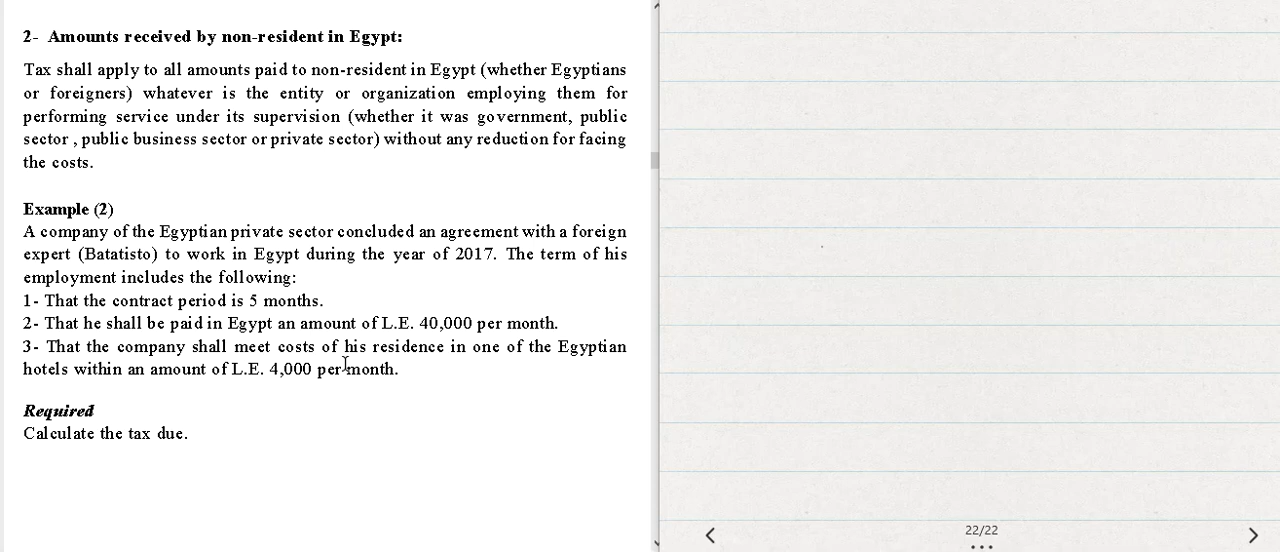 2- Amounts received by non-resident in Egypt:
Tax shall apply to all amounts paid to non-resident in Egypt (whether Egyptians
or foreigners) whatever is the entity or organization employing them for
performing service under its supervision (whether it was government, public
sector , public business sector or private sector) without any reduction for facing
the costs.
Example (2)
A company of the Egyptian private sector concluded an agreement with a foreign
expert (Batatisto) to work in Egypt during the year of 2017. The term of his
employment includes the following:
1- That the contract period is 5 months.
2- That he shall be paid in Egypt an amount of L.E. 40,000 per month.
3- That the company shall meet costs of his residence in one of the Egyptian
hotels within an amount of L.E. 4,000 per month.
Required
Calculate the tax due.
22/22